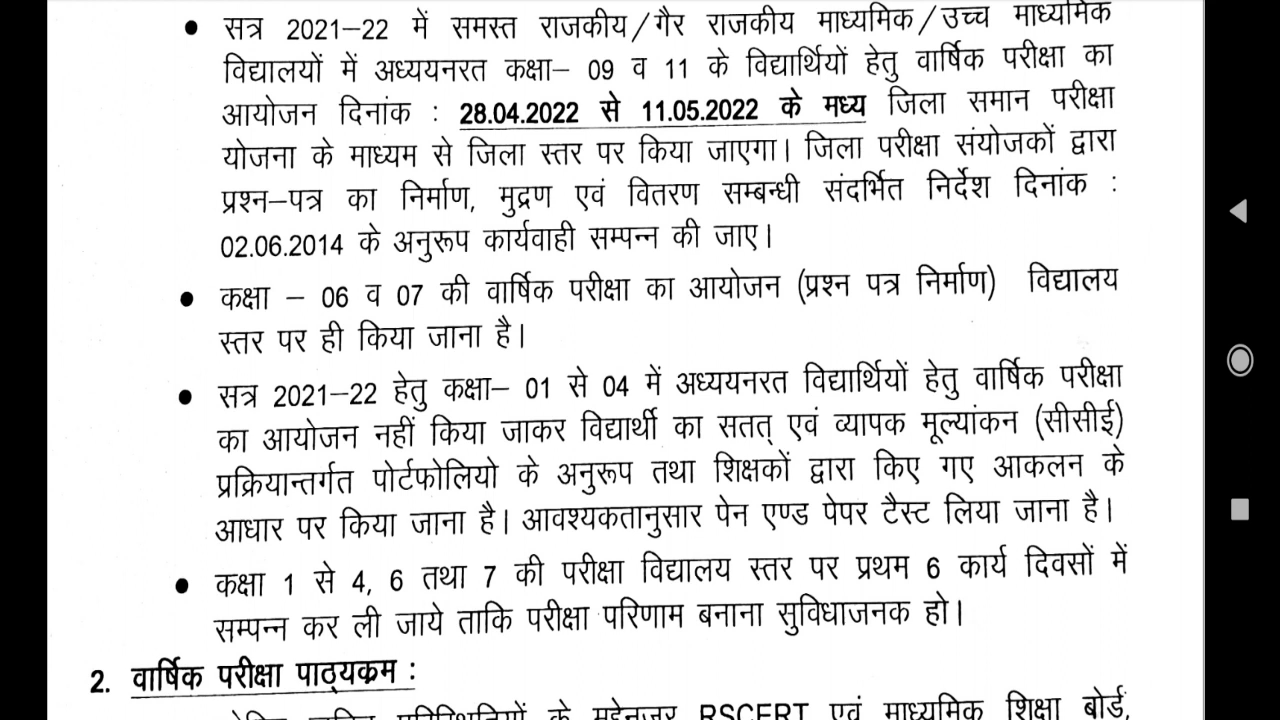 • सत्र 2021–22 में समस्त राजकीय/गैर राजकीय माध्यमिक/उच्च माध्यमिक
विद्यालयों में अध्ययनरत कक्षा– 09 व 11 के विद्यार्थियों हेतु वार्षिक परीक्षा का
आयोजन दिनांक : 28.04.2022 से 11.05.2022 के मध्य जिला समान परीक्षा
योजना के माध्यम से जिला स्तर पर किया जाएगा। जिला परीक्षा संयोजकों द्वारा
प्रश्न–पत्र का निर्माण, मुद्रण एवं वितरण सम्बन्धी संदर्भित निर्देश दिनांक :
02.06.2014 के अनुरूप कार्यवाही सम्पन्न की जाए।
• कक्षा – 06 व 07 की वार्षिक परीक्षा का आयोजन (प्रश्न पत्र निर्माण) विद्यालय
स्तर पर ही किया जाना है।
• सत्र 2021–22 हेतु कक्षा– 01 से 04 में अध्ययनरत विद्यार्थियों हेतु वार्षिक परीक्षा
का आयोजन नहीं किया जाकर विद्यार्थी का सतत् एवं व्यापक मूल्यांकन (सीसीई)
प्रक्रियान्तर्गत पोर्टफोलियो के अनुरूप तथा शिक्षकों द्वारा किए गए आकलन के
आधार पर किया जाना है। आवश्यकतानुसार पेन एण्ड पेपर टैस्ट लिया जाना है।
• कक्षा 1 से 4, 6 तथा 7 की परीक्षा विद्यालय स्तर पर प्रथम 6 कार्य दिवसों में
सम्पन्न कर ली जाये ताकि परीक्षा परिणाम बनाना सुविधाजनक हो।
2. वार्षिक परीक्षा पाठ्यक्रम :
के मद्देनजर RSCERT एवं माध्यमिक शिक्षा बोर्ड,